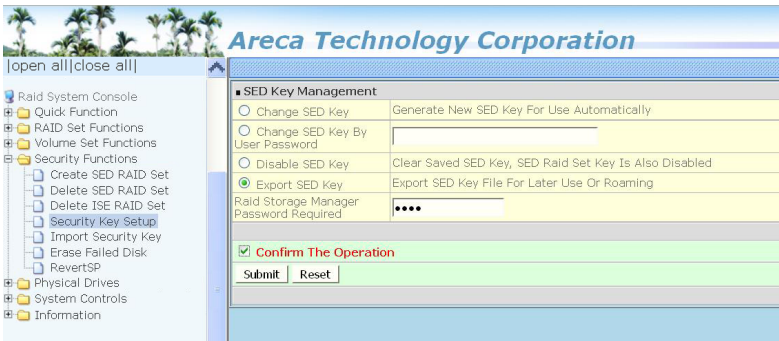 Areca Technology Corporation
|open all|close all|
Raid System Console
Quick Function
RAID Set Functions
Volume Set Functions
Security Functions
Create SED RAID Set
Delete SED RAID Set
Delete ISE RAID Set
Security Key Setup
Import Security Key
Erase Failed Disk
RevertSP
Physical Drives
System Controls
Information
SED Key Management
Change SED Key Generate New SED Key For Use Automatically
Change SED Key By
User Password
Disable SED Key Clear Saved SED Key, SED Raid Set Key Is Also Disabled
Export SED Key Export SED Key File For Later Use Or Roaming
Raid Storage Manager
Password Required ••••
Confirm The Operation
Submit Reset